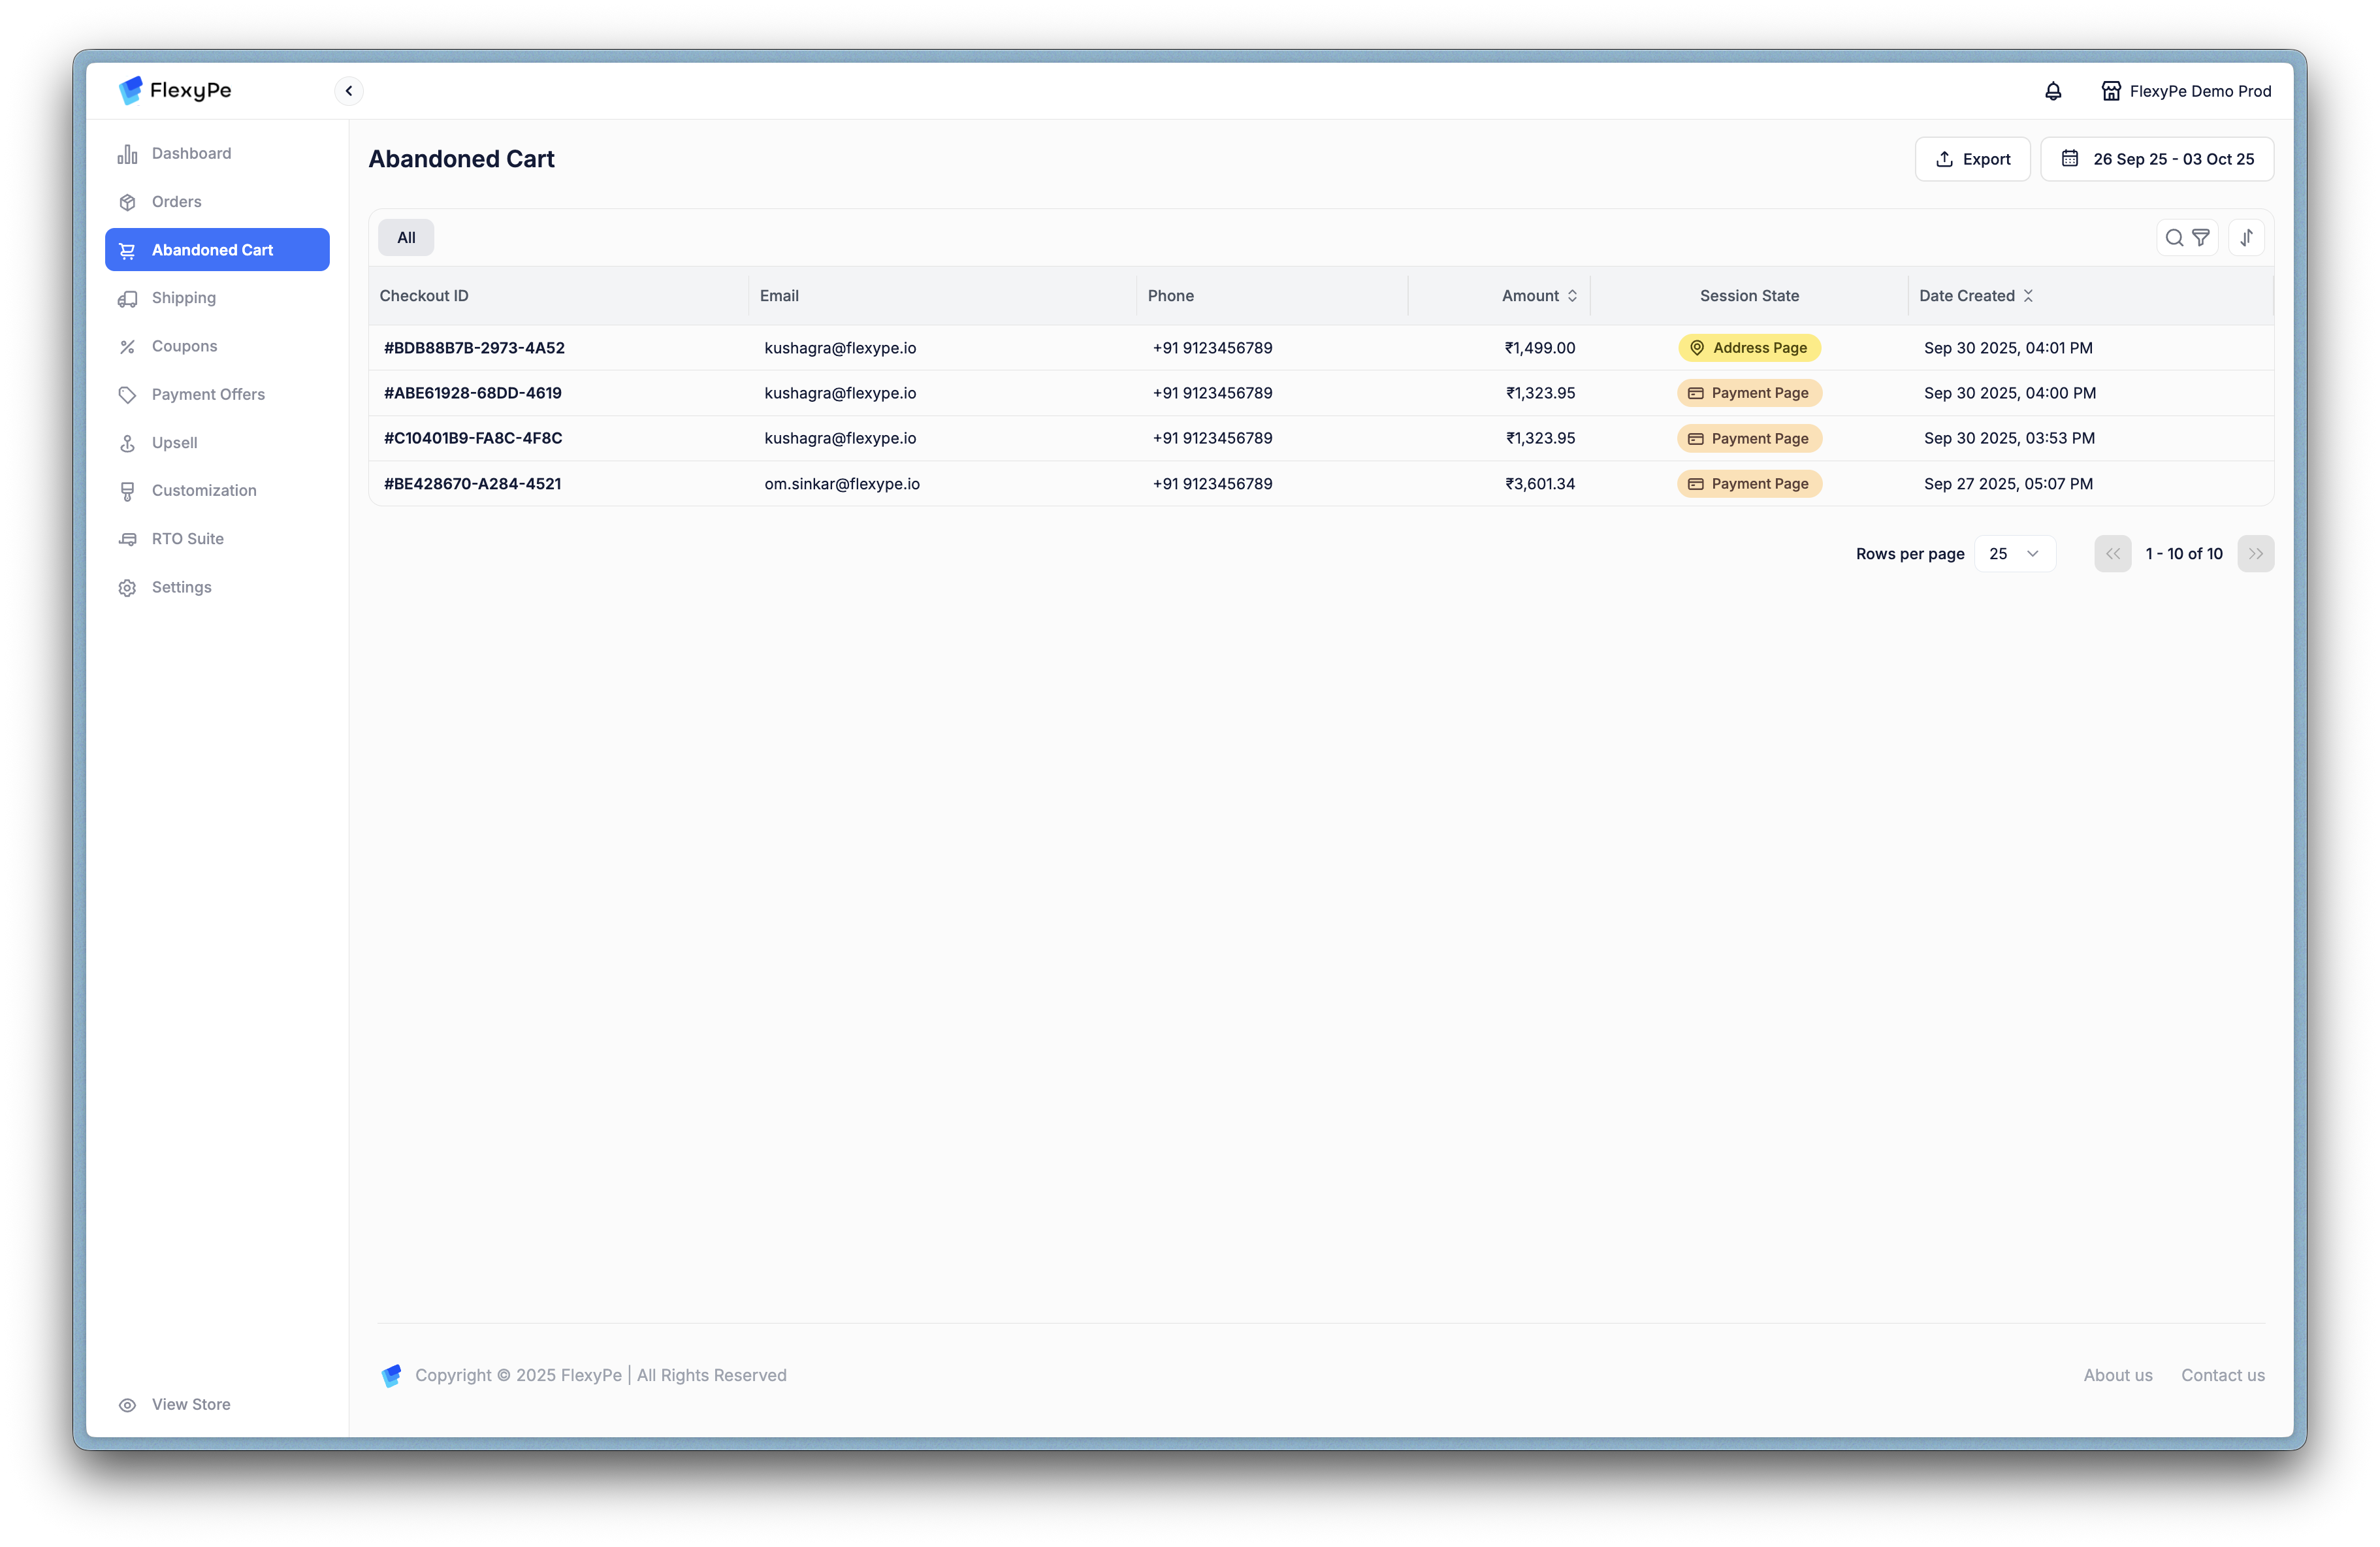 FlexyPe
FlexyPe Demo Prod
Dashboard
Orders
Abandoned Cart
Shipping
Coupons
Payment Offers
Upsell
Customization
RTO Suite
Settings
View Store
Abandoned Cart
Export
26 Sep 25 - 03 Oct 25
All
Checkout ID Email Phone Amount Session State Date Created
#BDB88B7B-2973-4A52 kushagra@flexype.io +91 9123456789 ₹1,499.00 Address Page Sep 30 2025, 04:01 PM
#ABE61928-68DD-4619 kushagra@flexype.io +91 9123456789 ₹1,323.95 Payment Page Sep 30 2025, 04:00 PM
#C10401B9-FA8C-4F8C kushagra@flexype.io +91 9123456789 ₹1,323.95 Payment Page Sep 30 2025, 03:53 PM
#BE428670-A284-4521 om.sinkar@flexype.io +91 9123456789 ₹3,601.34 Payment Page Sep 27 2025, 05:07 PM
Rows per page 25 1 - 10 of 10
Copyright © 2025 FlexyPe | All Rights Reserved
About us Contact us